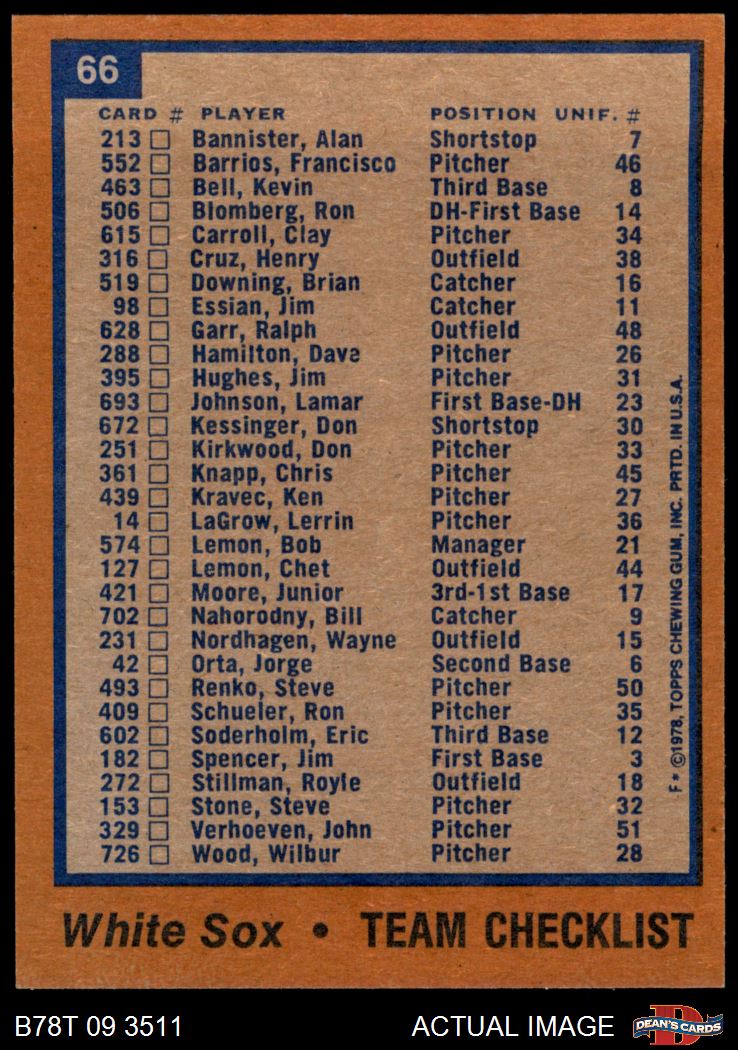 66
CARD # PLAYER POSITION UNIF. #
213 Bannister, Alan Shortstop 7
552 Barrios, Francisco Pitcher 46
463 Bell, Kevin Third Base 8
506 Blomberg, Ron DH-First Base 14
615 Carroll, Clay Pitcher 34
316 Cruz, Henry Outfield 38
519 Downing, Brian Catcher 16
98 Essian, Jim Catcher 11
628 Garr, Ralph Outfield 48
288 Hamilton, Dave Pitcher 26
395 Hughes, Jim Pitcher 31
693 Johnson, Lamar First Base-DH 23
672 Kessinger, Don Shortstop 30
251 Kirkwood, Don Pitcher 33
361 Knapp, Chris Pitcher 45
439 Kravec, Ken Pitcher 27
14 LaGrow, Lerrin Pitcher 36
574 Lemon, Bob Manager 21
127 Lemon, Chet Outfield 44
421 Moore, Junior 3rd-1st Base 17
702 Nahorodny, Bill Catcher 9
231 Nordhagen, Wayne Outfield 15
42 Orta, Jorge Second Base 6
493 Renko, Steve Pitcher 50
409 Schueler, Ron Pitcher 35
602 Soderholm, Eric Third Base 12
182 Spencer, Jim First Base 3
272 Stillman, Royle Outfield 18
153 Stone, Steve Pitcher 32
329 Verhoeven, John Pitcher 51
726 Wood, Wilbur Pitcher 28
F* ©1978, TOPPS CHEWING GUM, INC. PRTD. IN U.S.A.
White Sox • TEAM CHECKLIST
B78T 09 3511 ACTUAL IMAGE D DEAN'S CARDS